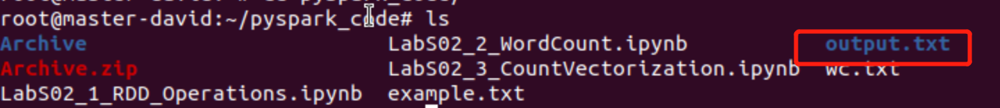 root@master-david:~/pyspark_code# ls
Archive LabS02_2_WordCount.ipynb output.txt
Archive.zip LabS02_3_CountVectorization.ipynb wc.txt
LabS02_1_RDD_Operations.ipynb example.txt